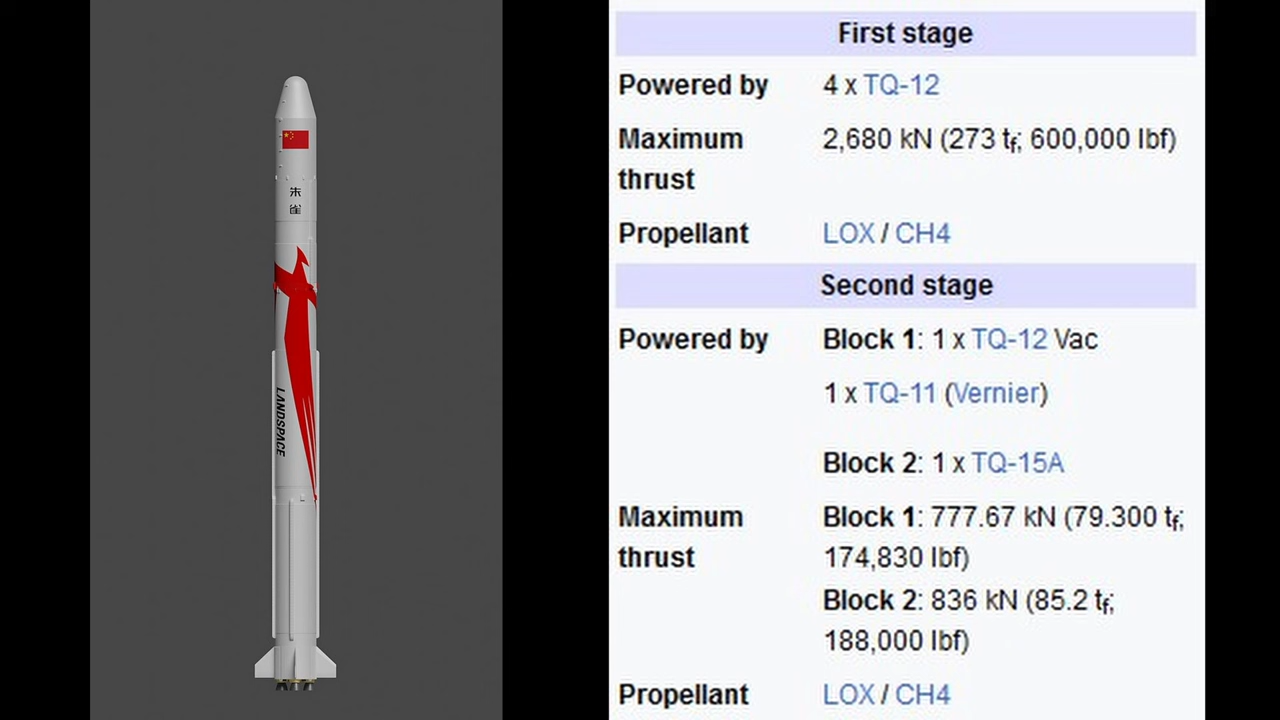 朱
雀
LANDSPACE
First stage
Powered by 4 x TQ-12
Maximum thrust 2,680 kN (273 tf; 600,000 lbf)
Propellant LOX / CH4
Second stage
Powered by Block 1: 1 x TQ-12 Vac
1 x TQ-11 (Vernier)
Block 2: 1 x TQ-15A
Maximum thrust Block 1: 777.67 kN (79.300 tf;
174,830 lbf)
Block 2: 836 kN (85.2 tf;
188,000 lbf)
Propellant LOX / CH4